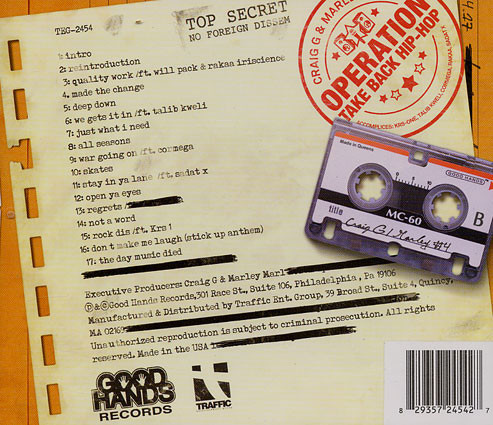 TEG-2454
TOP SECRET
NO FOREIGN DISSEM
1: intro
2: reintroduction
3: quality work /ft. will pack & rakaa iriscience
4. made the change
5: deep down
6: we gets it in /ft. talib kweli
7: just what i need
8: all seasons
9: war going on /ft. cormega
10: skates
11: stay in ya lane /ft. sadat x
12: open ya eyes
13: regrets /
14: not a word
15: rock dis /ft. Krs 1
16: don't make me laugh (stick up anthem)
17: the day music died
Executive Producers: Craig G & Marley Marl
Ⓟ&©Good Hands Records, 301 Race St., Suite 106, Philadelphia, PA 19106
Manufactured & Distributed by Traffic Ent. Group, 39 Broad St., Suite 4, Quincy,
MA 02169
Unauthorized reproduction is subject to criminal prosecution. All rights
reserved. Made in the USA
GOOD
HANDS
RECORDS
TRAFFIC
CRAIG G & MARLEY
OPERATION
TAKE BACK HIP-HOP
ACCOMPLICES: KRS-ONE, TALIB KWELI, CORMEGA, RAKAA, SADAT X
Made in Queens
GOOD HANDS
MC-60
title
Craig G / Marley #4
B
8 29357 24542 7